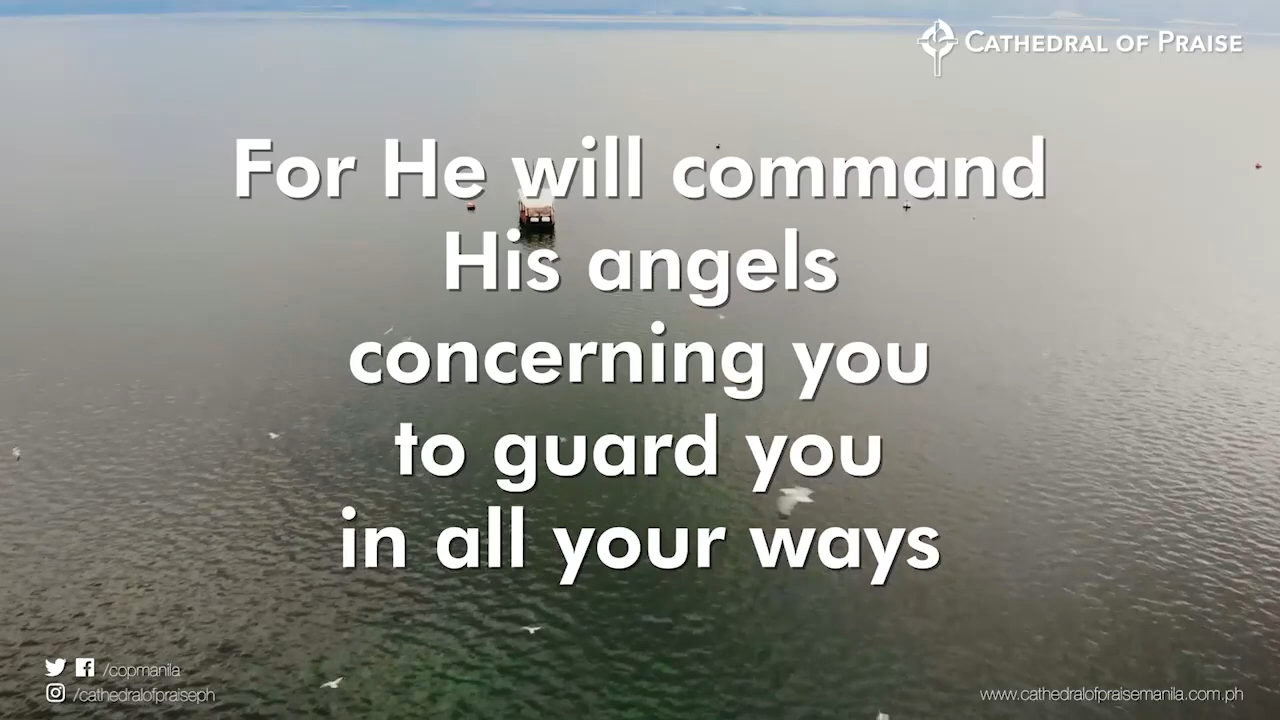 CATHEDRAL OF PRAISE
For He will command
His angels
concerning you
to guard you
in all your ways
/copmanila
/cathedralofpraiseph
www.cathedralofpraisemanila.com.ph